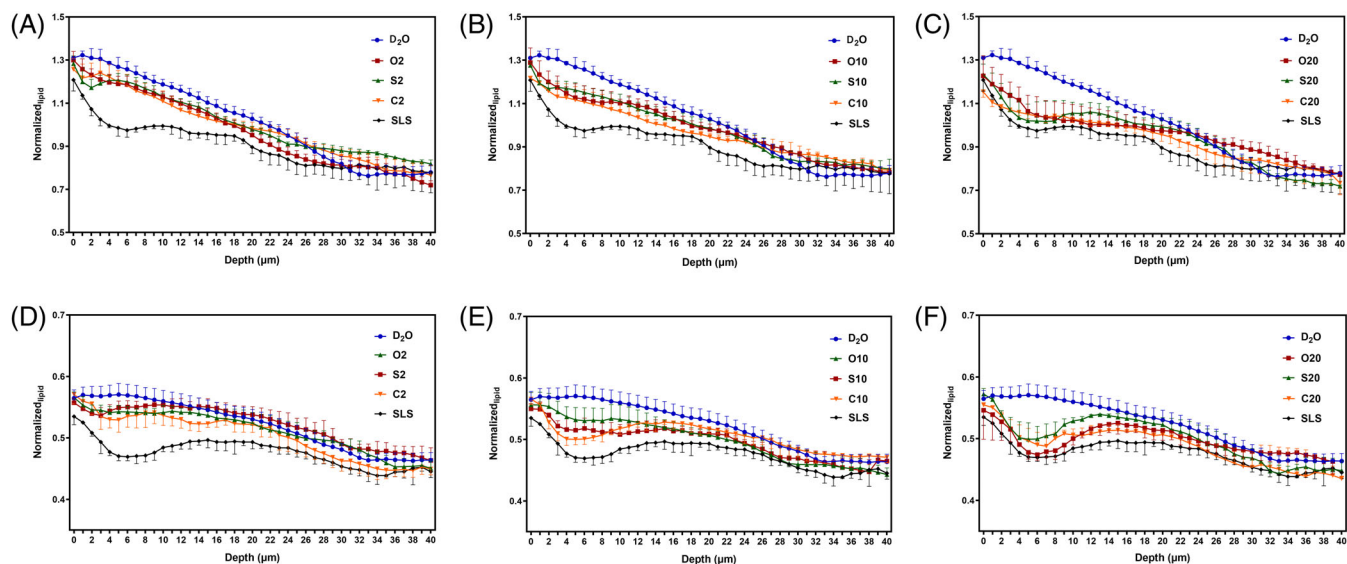 (A)
1.5
1.3
1.1
0.9
0.7
0.5
Normalized_lipid
D₂O
O2
S2
C2
SLS
0 2 4 6 8 10 12 14 16 18 20 22 24 26 28 30 32 34 36 38 40
Depth (μm)
(B)
1.5
1.3
1.1
0.9
0.7
0.5
Normalized_lipid
D₂O
O10
S10
C10
SLS
0 2 4 6 8 10 12 14 16 18 20 22 24 26 28 30 32 34 36 38 40
Depth (μm)
(C)
1.5
1.3
1.1
0.9
0.7
0.5
Normalized_lipid
D₂O
O20
S20
C20
SLS
0 2 4 6 8 10 12 14 16 18 20 22 24 26 28 30 32 34 36 38 40
Depth (μm)
(D)
0.7
0.6
0.5
0.4
Normalized_lipid
D₂O
O2
S2
C2
SLS
0 2 4 6 8 10 12 14 16 18 20 22 24 26 28 30 32 34 36 38 40
Depth (μm)
(E)
0.7
0.6
0.5
0.4
Normalized_lipid
D₂O
O10
S10
C10
SLS
0 2 4 6 8 10 12 14 16 18 20 22 24 26 28 30 32 34 36 38 40
Depth (μm)
(F)
0.7
0.6
0.5
0.4
Normalized_lipid
D₂O
O20
S20
C20
SLS
0 2 4 6 8 10 12 14 16 18 20 22 24 26 28 30 32 34 36 38 40
Depth (μm)